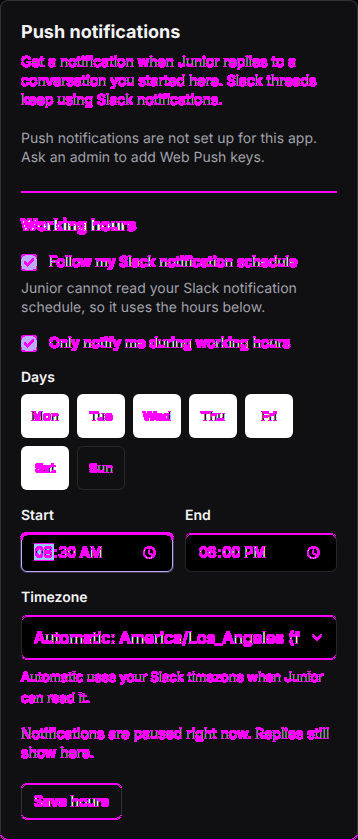 Push notifications
Get a notification when Junior replies to a
conversation you started here. Slack threads
keep using Slack notifications.
Push notifications are not set up for this app.
Ask an admin to add Web Push keys.
Working hours
Follow my Slack notification schedule
Junior cannot read your Slack notification
schedule, so it uses the hours below.
Only notify me during working hours
Days
Mon Tue Wed Thu Fri
Sat Sun
Start End
:30 AM 06:00 PM
Timezone
Automatic: America/Los_Angeles
Automatic uses your Slack timezone when Junior
can read it.
Notifications are paused right now. Replies still
show here.
Save hours